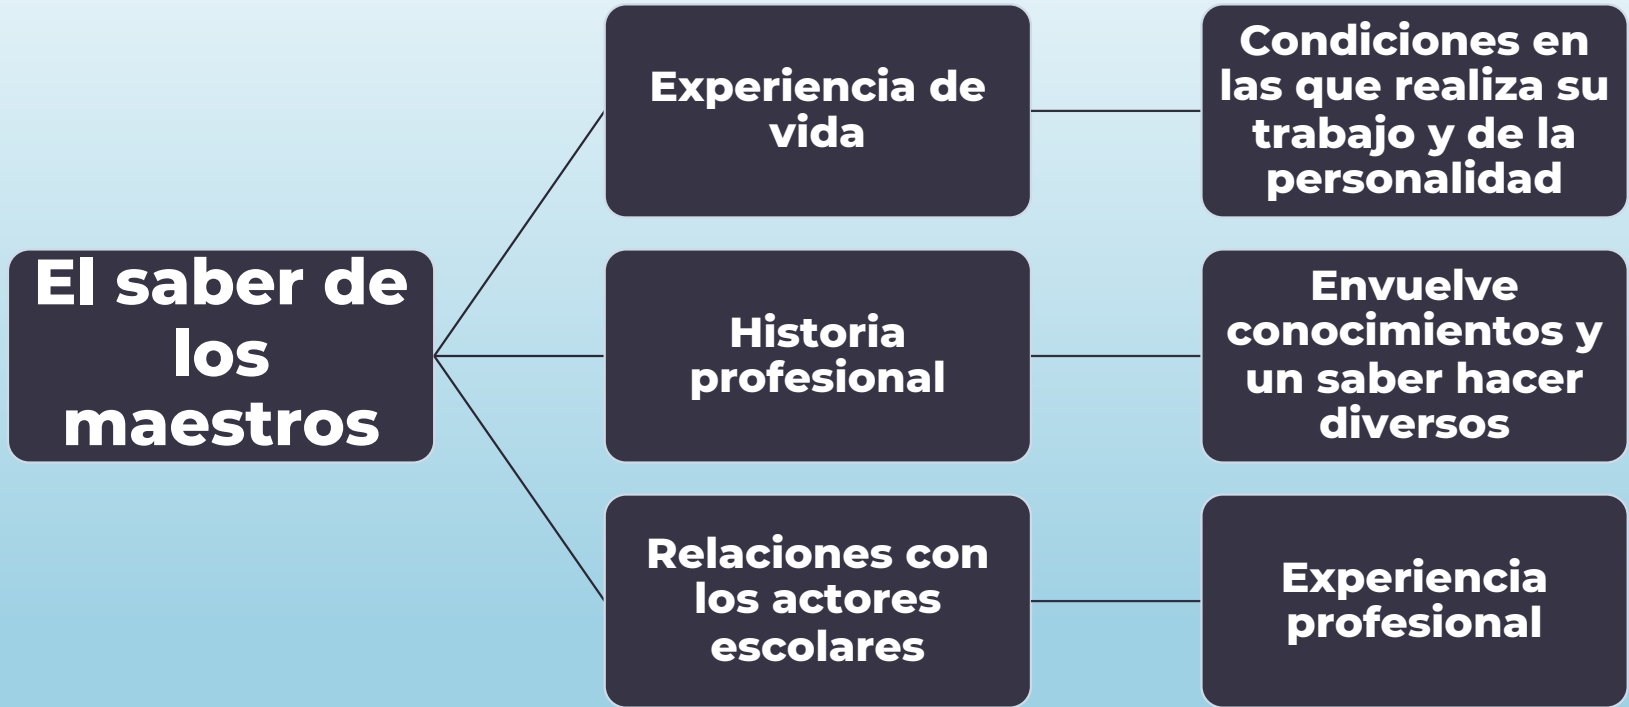 El saber de
los
maestros
Experiencia de
vida
Condiciones en
las que realiza su
trabajo y de la
personalidad
Historia
profesional
Envuelve
conocimientos y
un saber hacer
diversos
Relaciones con
los actores
escolares
Experiencia
profesional